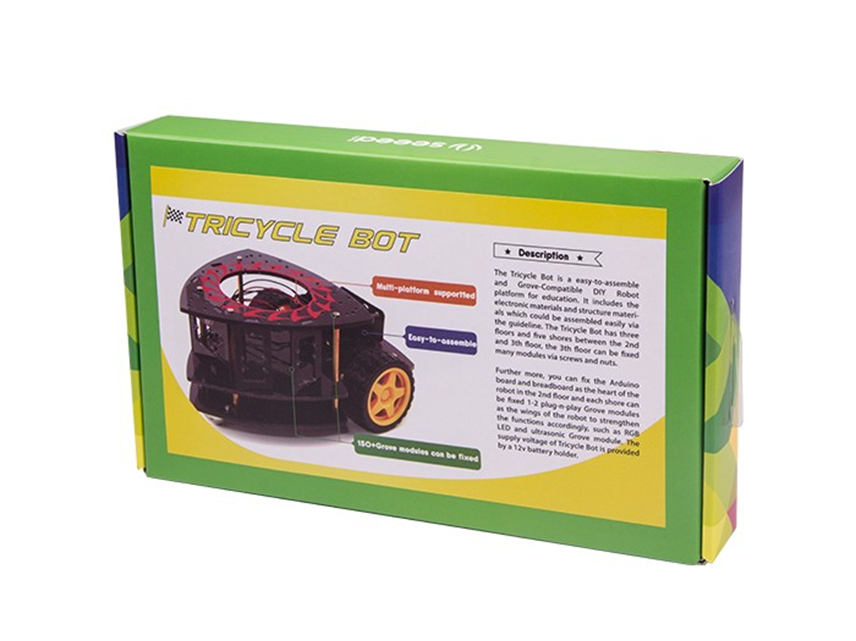 seeed
TRICYCLE BOT
Multi-platform supportted
Easy-to-assemble
150+Grove modules can be fixed
Description
The Tricycle Bot is a easy-to-assemble
and Grove-Compatible DIY Robot
platform for education. It includes the
electronic materials and structure materi-
als which could be assembled easily via
the guideline. The Tricycle Bot has three
floors and five shores between the 2nd
and 3th floor, the 3th floor can be fixed
many modules via screws and nuts.
Further more, you can fix the Arduino
board and breadboard as the heart of the
robot in the 2nd floor and each shore can
be fixed 1-2 plug-n-play Grove modules
as the wings of the robot to strengthen
the functions accordingly, such as RGB
LED and ultrasonic Grove module. The
supply voltage of Tricycle Bot is provided
by a 12v battery holder.